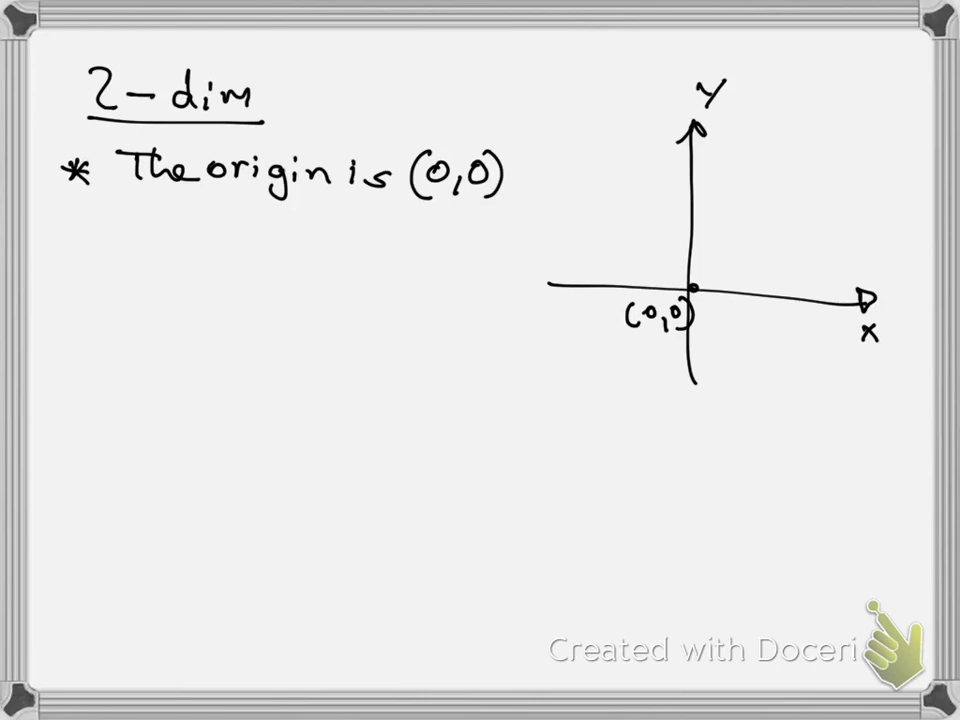 2-dim
* The origin is (0,0)
Y
(0,0)
X
Created with Doceri